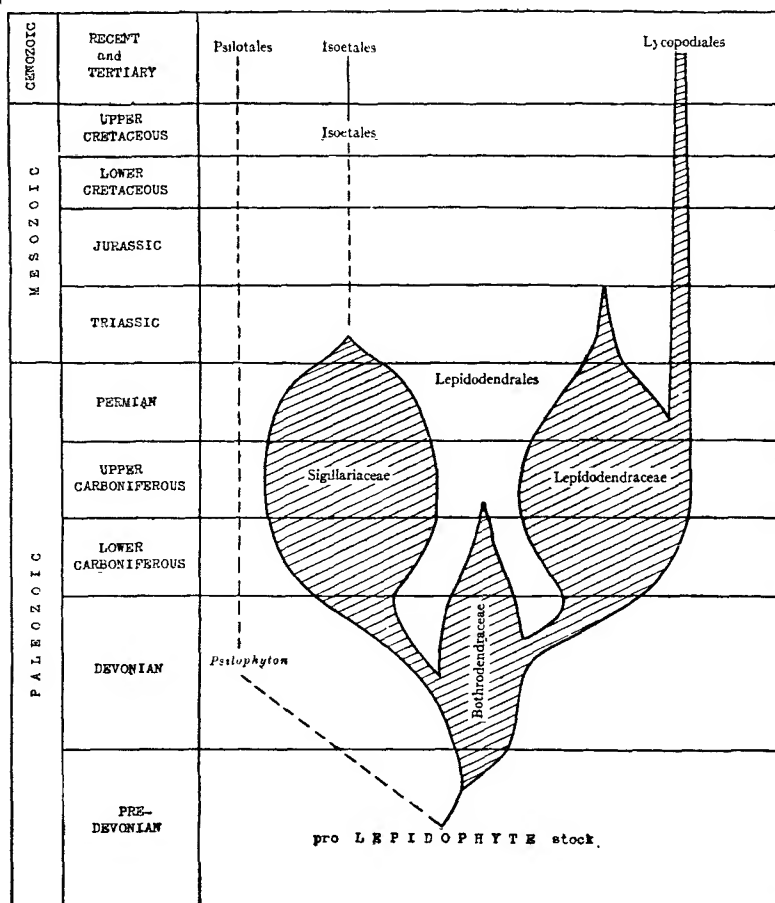 CENOZOIC
RECENT
and
TERTIARY
Psilotales
Isoetales
Lycopodiales
MESOZOIC
UPPER
CRETACEOUS
Isoetales
LOWER
CRETACEOUS
JURASSIC
TRIASSIC
PALEOZOIC
Lepidodendrales
PERMIAN
UPPER
CARBONIFEROUS
Sigillariaceae
Lepidodendraceae
LOWER
CARBONIFEROUS
DEVONIAN
Psilophyton
Bothrodendraceae
PRE-
DEVONIAN
pro LEPIDOPHYTE stock.